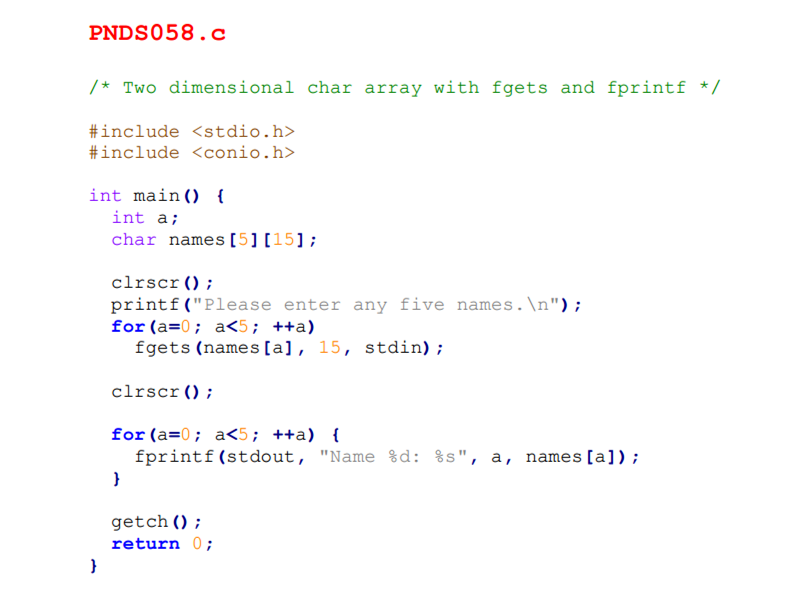 PNDS058.c
/* Two dimensional char array with fgets and fprintf */
#include <stdio.h>
#include <conio.h>
int main() {
int a;
char names[5][15];
clrscr();
printf("Please enter any five names.\n");
for(a=0; a<5; ++a)
fgets(names[a], 15, stdin);
clrscr();
for(a=0; a<5; ++a) {
fprintf(stdout, "Name %d: %s", a, names[a]);
}
getch();
return 0;
}